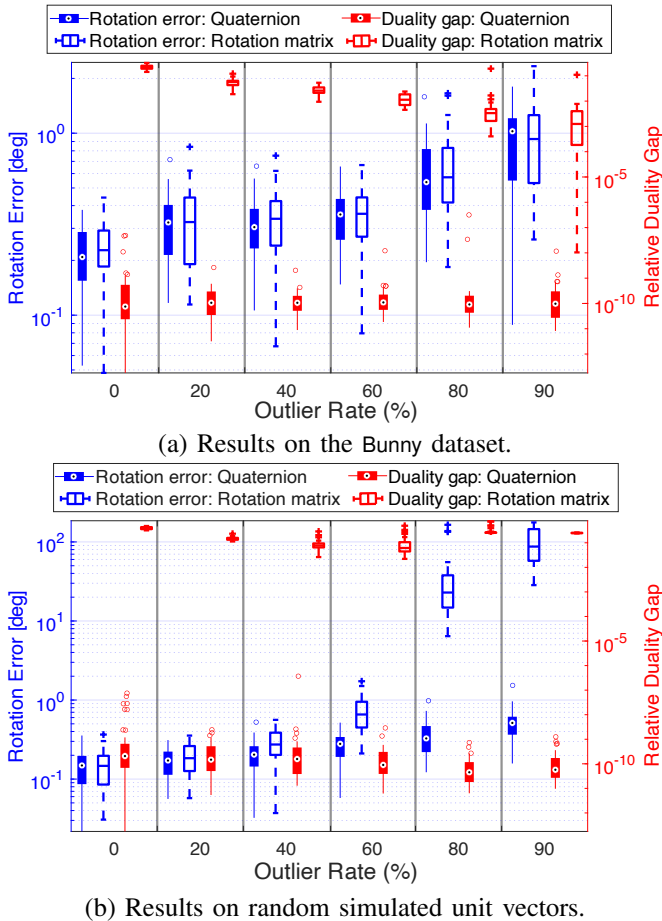 Rotation error: Quaternion Duality gap: Quaternion
Rotation error: Rotation matrix Duality gap: Rotation matrix
Rotation Error [deg]
10^0
10^-1
Relative Duality Gap
10^-5
10^-10
0 20 40 60 80 90
Outlier Rate (%)
(a) Results on the Bunny dataset.
Rotation error: Quaternion Duality gap: Quaternion
Rotation error: Rotation matrix Duality gap: Rotation matrix
Rotation Error [deg]
10^2
10^1
10^0
10^-1
Relative Duality Gap
10^-5
10^-10
0 20 40 60 80 90
Outlier Rate (%)
(b) Results on random simulated unit vectors.